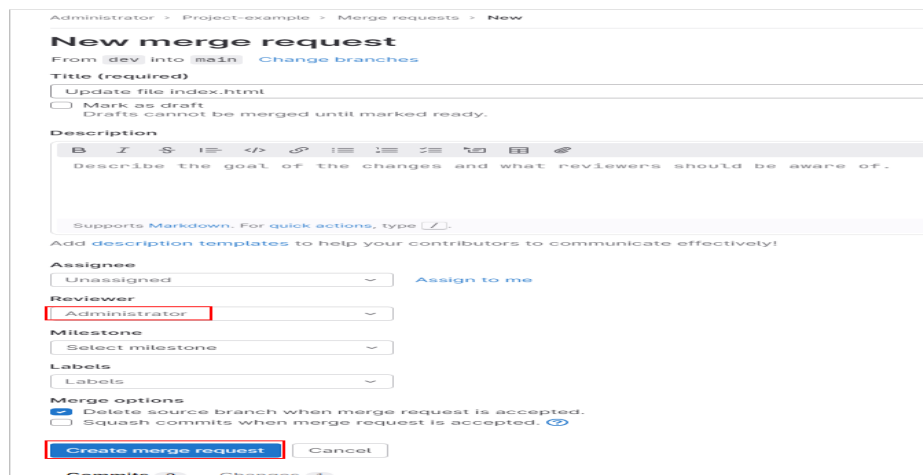 Administrator > Project-example > Merge requests > New
New merge request
From dev into main Change branches
Title (required)
Update file index.html
Mark as draft
Drafts cannot be merged until marked ready.
Description
Describe the goal of the changes and what reviewers should be aware of.
Supports Markdown. For quick actions, type /.
Add description templates to help your contributors to communicate effectively!
Assignee
Unassigned Assign to me
Reviewer
Administrator
Milestone
Select milestone
Labels
Labels
Merge options
Delete source branch when merge request is accepted.
Squash commits when merge request is accepted.
Create merge request Cancel
Commits Changes